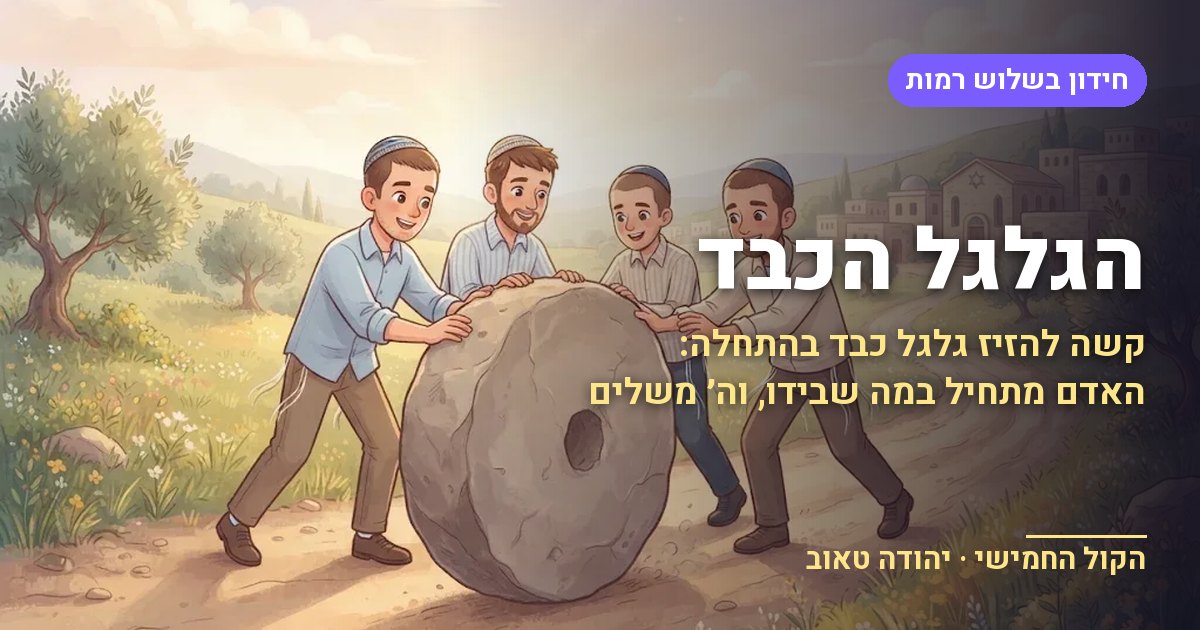 חידון בשלוש רמות
הגלגל הכבד
קשה להזיז גלגל כבד בהתחלה:
האדם מתחיל במה שבידו, וה׳ משלים
הקול החמישי · יהודה טאוב